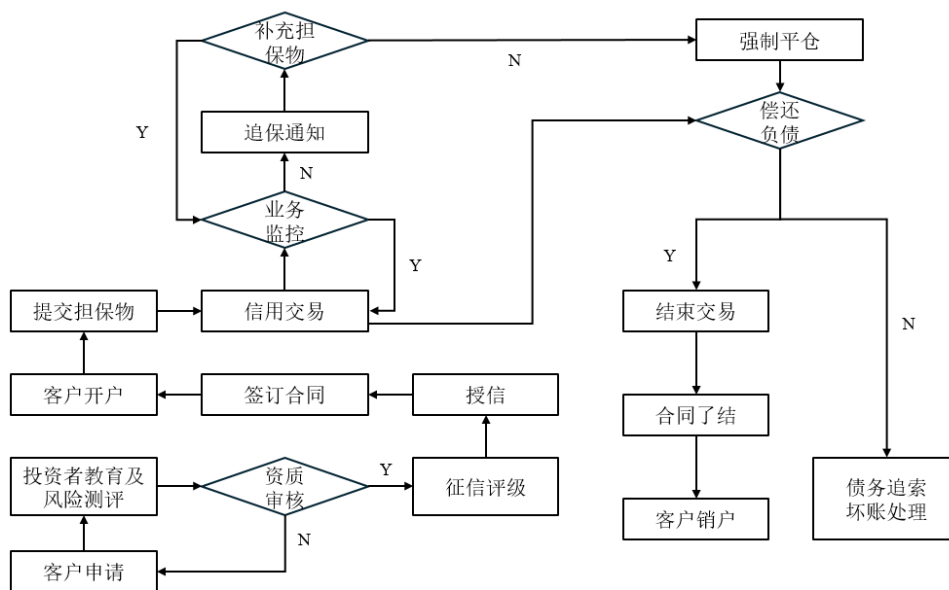 补充担
保物
强制平仓
N
偿还
负债
Y
追保通知
N
业务
监控
Y
Y
提交担保物
信用交易
结束交易
N
客户开户
签订合同
授信
合同了结
投资者教育及
风险测评
资质
审核
Y
征信评级
债务追索
坏账处理
客户销户
N
客户申请